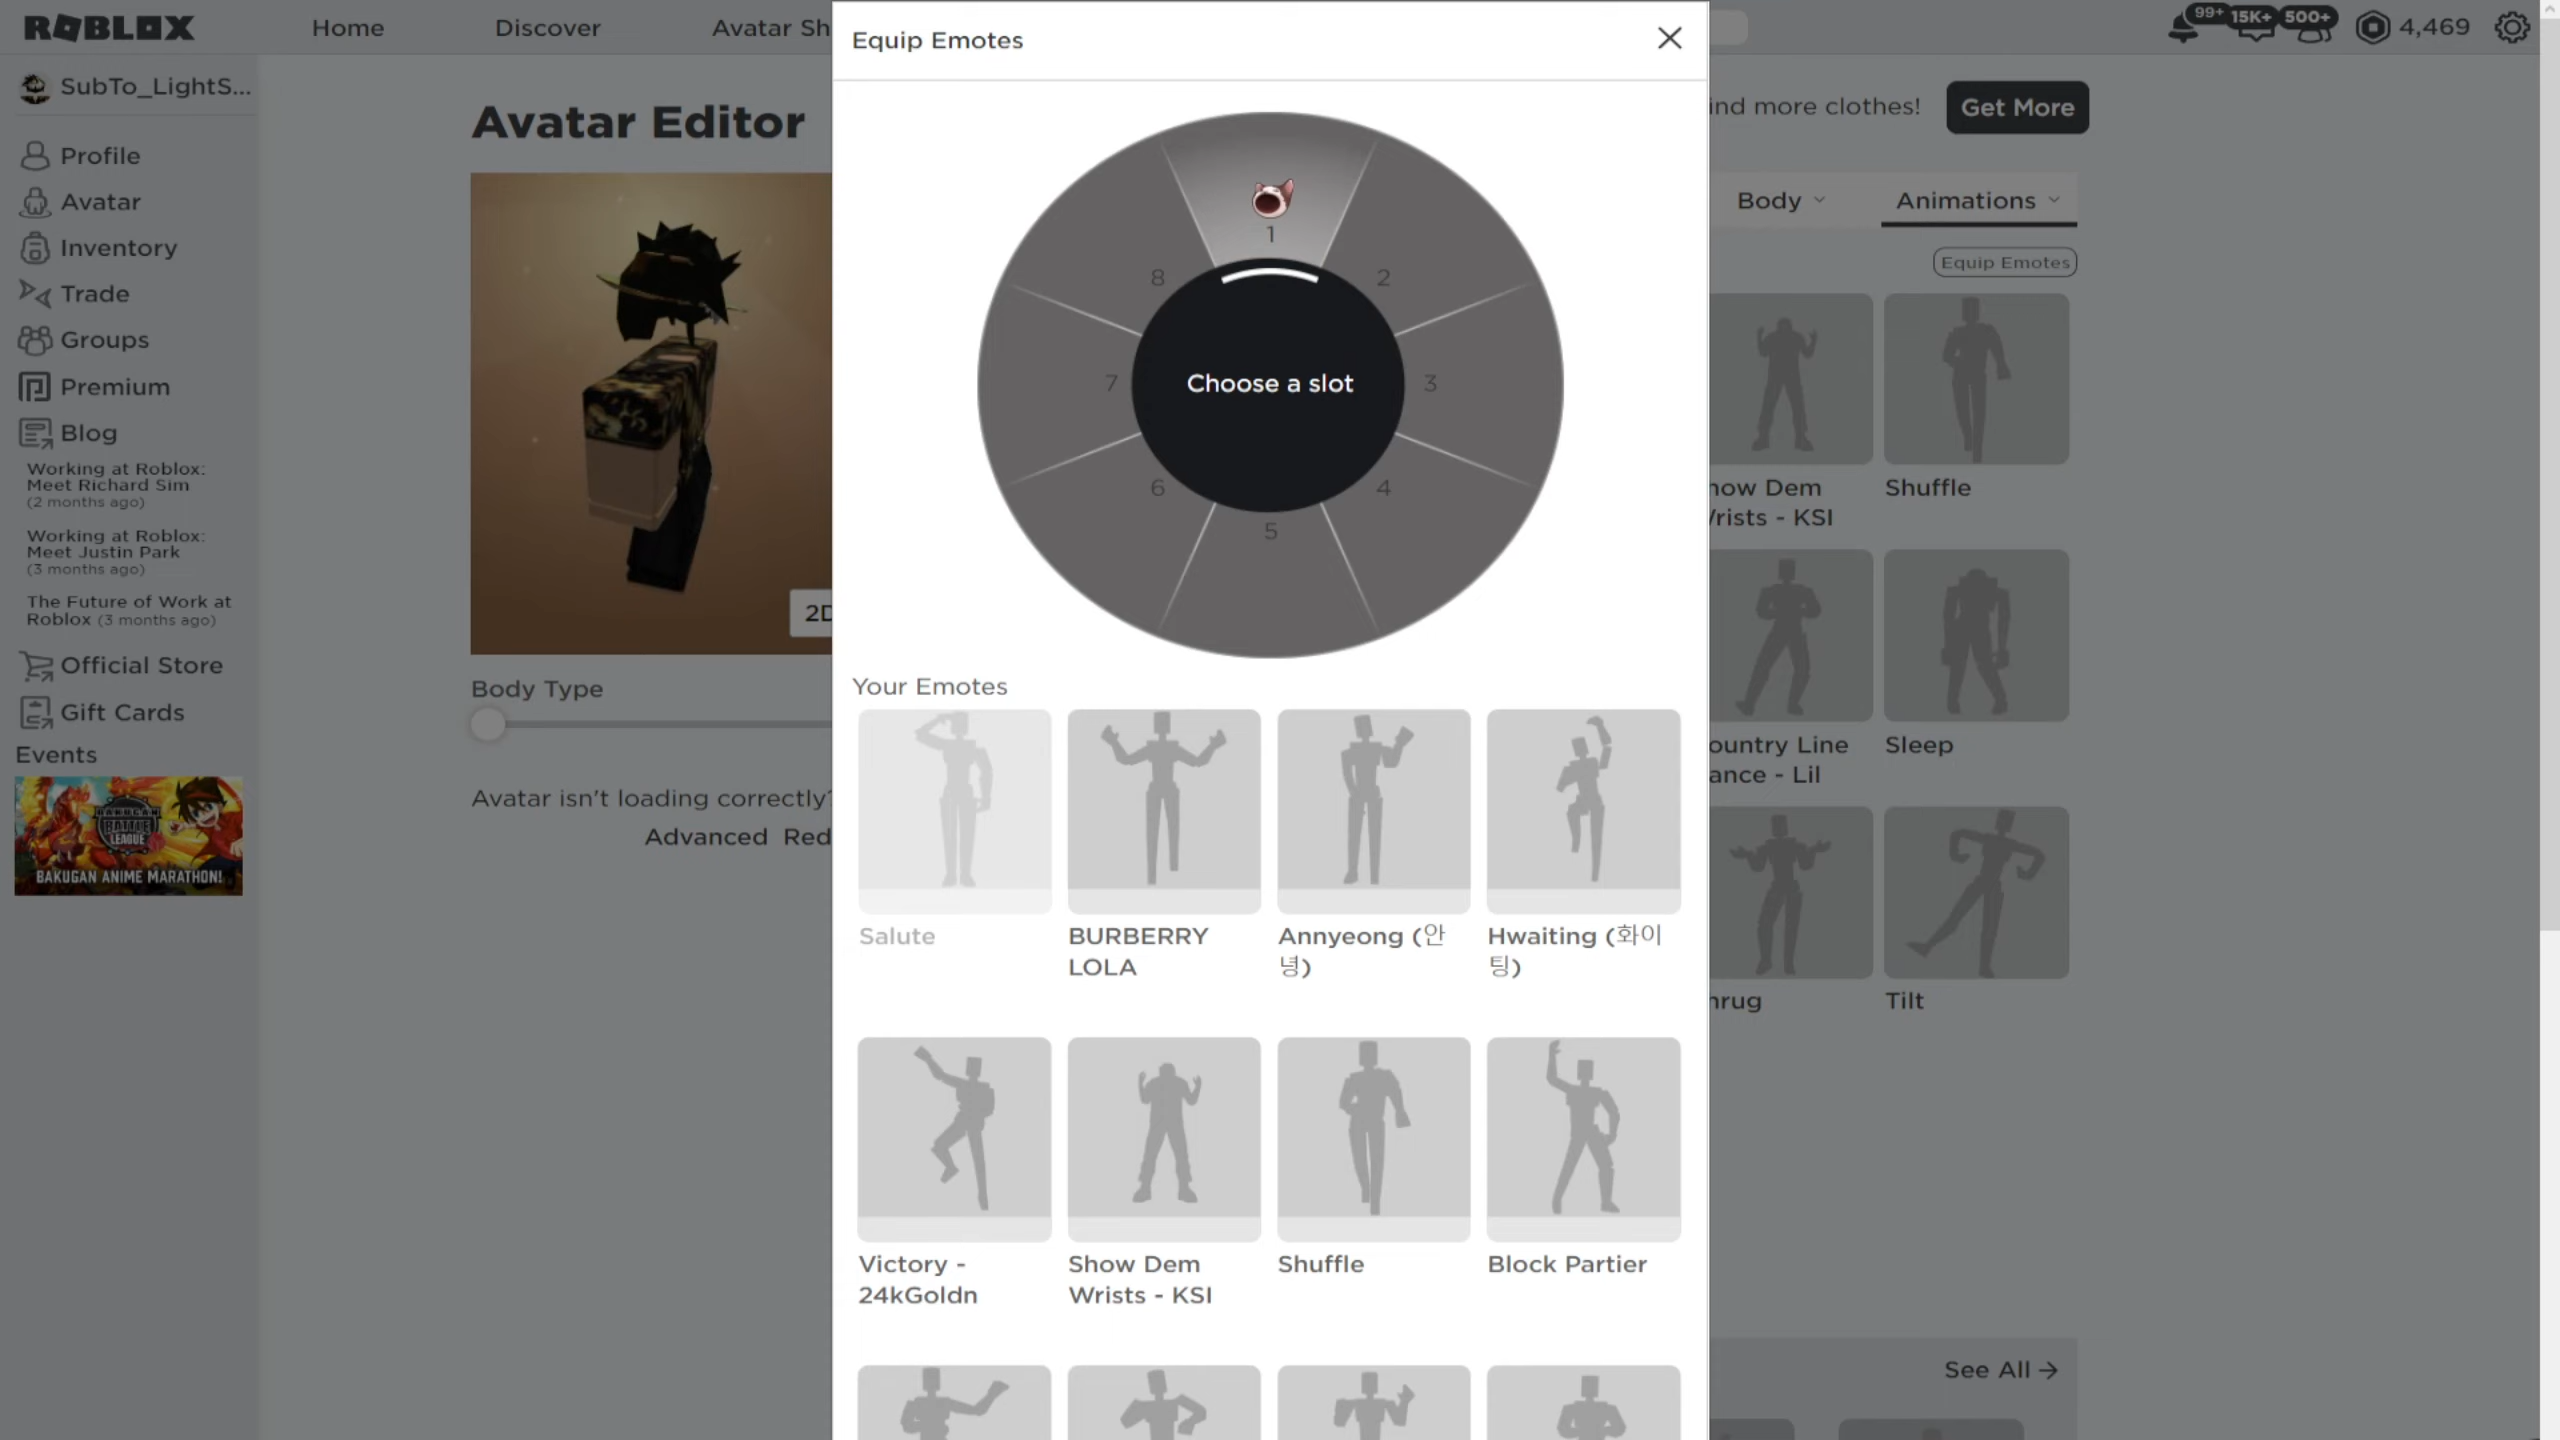 ROBLOX
Home
Discover
Avatar Sh
99+
15K+
500+
4,469
SubTo_LightS...
Profile
Avatar
Inventory
Trade
Groups
Premium
Blog
Working at Roblox:
Meet Richard Sim
(2 months ago)
Working at Roblox:
Meet Justin Park
(3 months ago)
The Future of Work at
Roblox (3 months ago)
Official Store
Gift Cards
Events
BAKUGAN
BATTLE
LEAGUE
BAKUGAN ANIME MARATHON!
Avatar Editor
2D
Body Type
Avatar isn't loading correctly?
Advanced Red
Equip Emotes
1
8
2
7
Choose a slot
3
6
4
5
Your Emotes
Salute
BURBERRY
LOLA
Annyeong (안
녕)
Hwaiting (화이
팅)
Victory -
24kGoldn
Show Dem
Wrists - KSI
Shuffle
Block Partier
ind more clothes!
Get More
Body
Animations
Equip Emotes
how Dem
Wrists - KSI
Shuffle
ountry Line
ance - Lil
Sleep
hrug
Tilt
See All